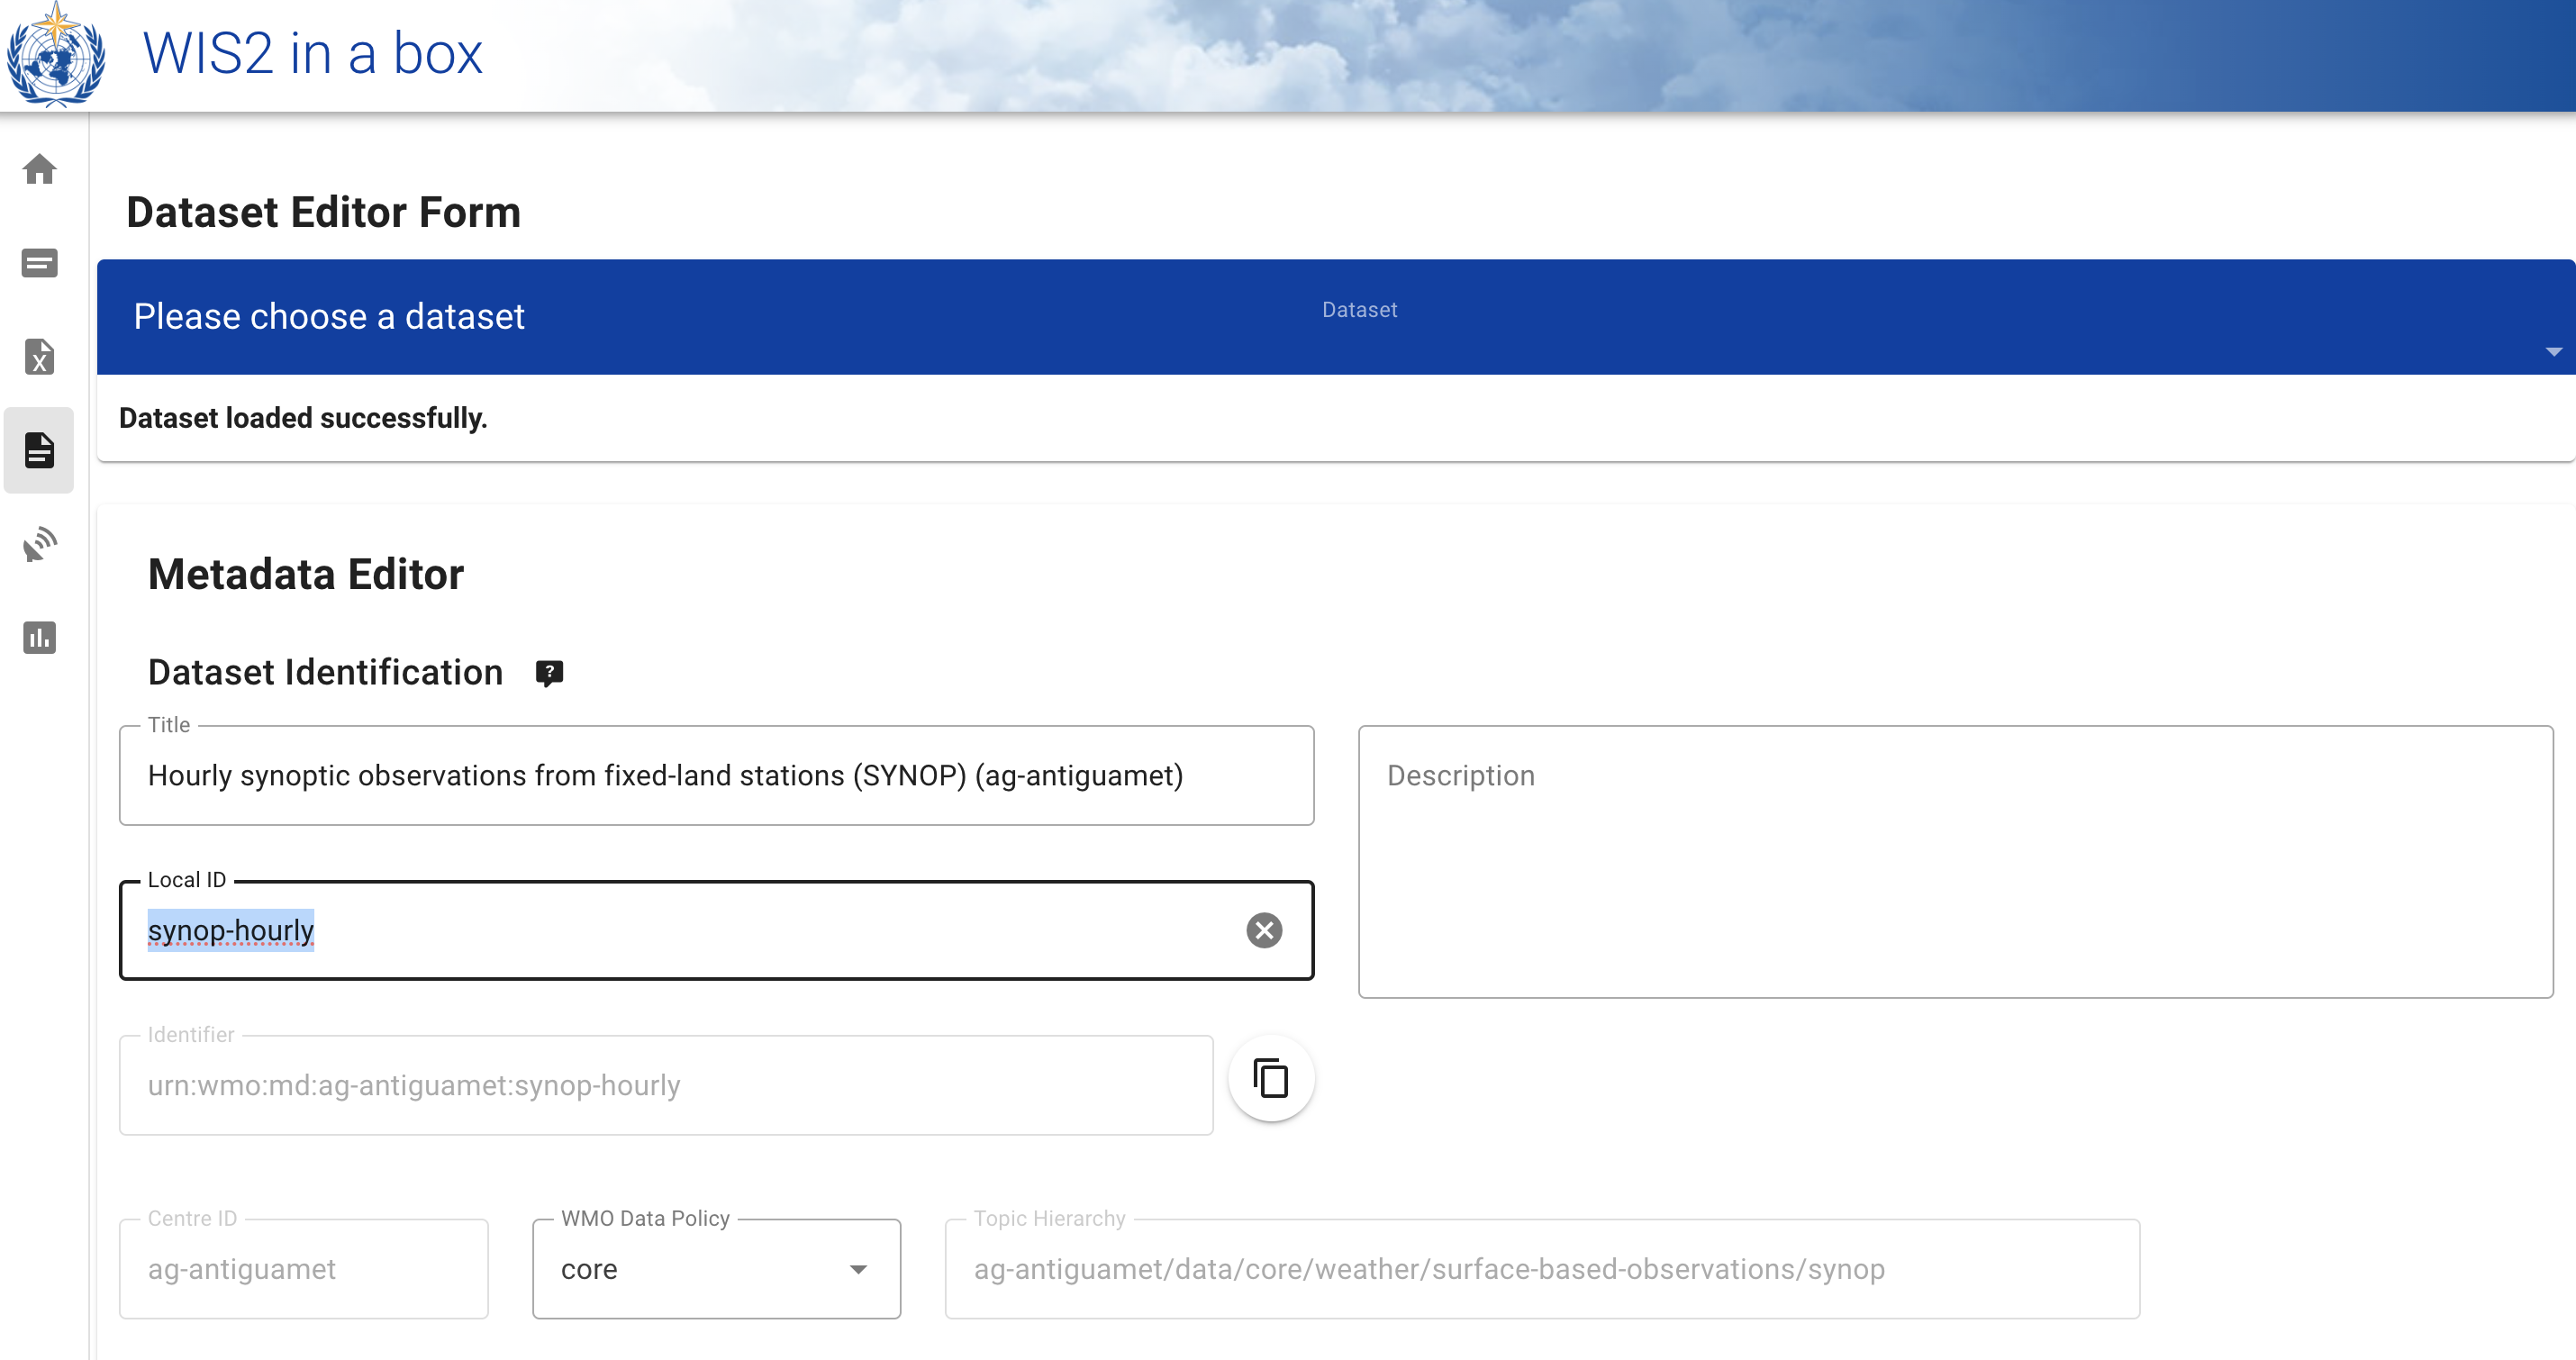 WIS2 in a box
Dataset Editor Form
Please choose a dataset
Dataset
Dataset loaded successfully.
Metadata Editor
Dataset Identification
Title
Hourly synoptic observations from fixed-land stations (SYNOP) (ag-antiguamet)
Description
Local ID
synop-hourly
Identifier
urn:wmo:md:ag-antiguamet:synop-hourly
Centre ID
ag-antiguamet
WMO Data Policy
core
Topic Hierarchy
ag-antiguamet/data/core/weather/surface-based-observations/synop